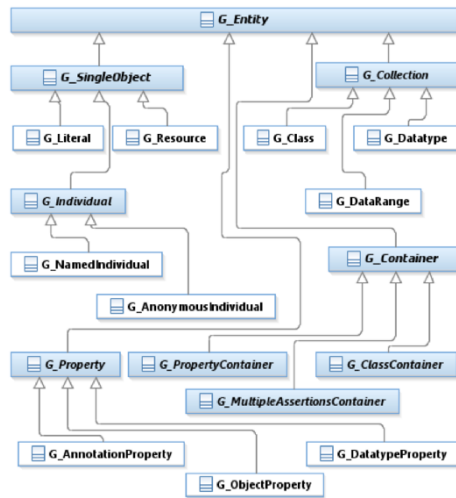 G_Entity
G_SingleObject
G_Collection
G_Literal
G_Resource
G_Class
G_Datatype
G_Individual
G_DataRange
G_NamedIndividual
G_Container
G_AnonymousIndividual
G_Property
G_PropertyContainer
G_ClassContainer
G_MultipleAssertionsContainer
G_AnnotationProperty
G_DatatypeProperty
G_ObjectProperty